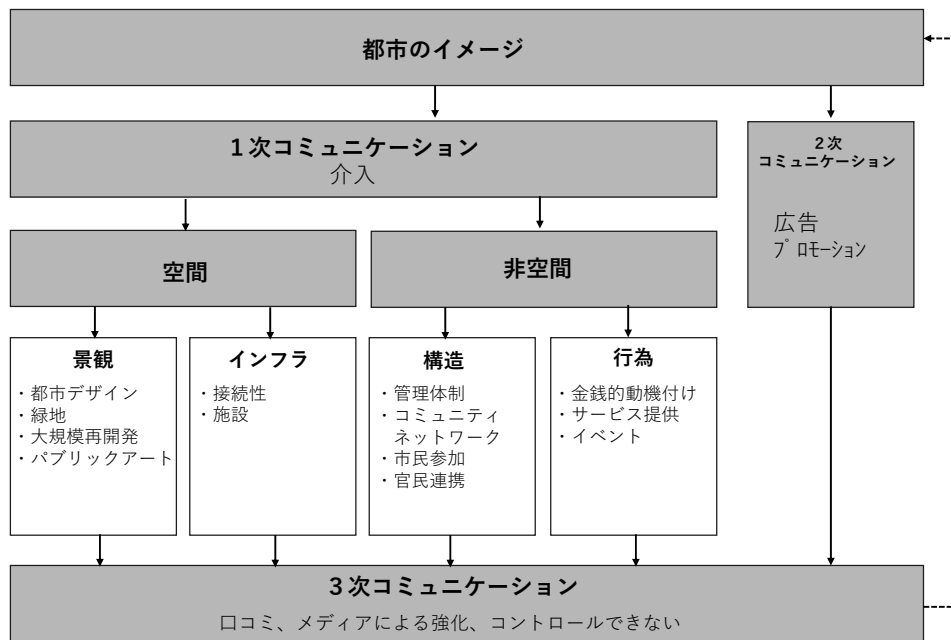 都市のイメージ
1次コミュニケーション
介入
2次
コミュニケーション
広告
プロモーション
空間
非空間
景観
・都市デザイン
・緑地
・大規模再開発
・パブリックアート
インフラ
・接続性
・施設
構造
・管理体制
・コミュニティ
ネットワーク
・市民参加
・官民連携
行為
・金銭的動機付け
・サービス提供
・イベント
3次コミュニケーション
口コミ、メディアによる強化、コントロールできない